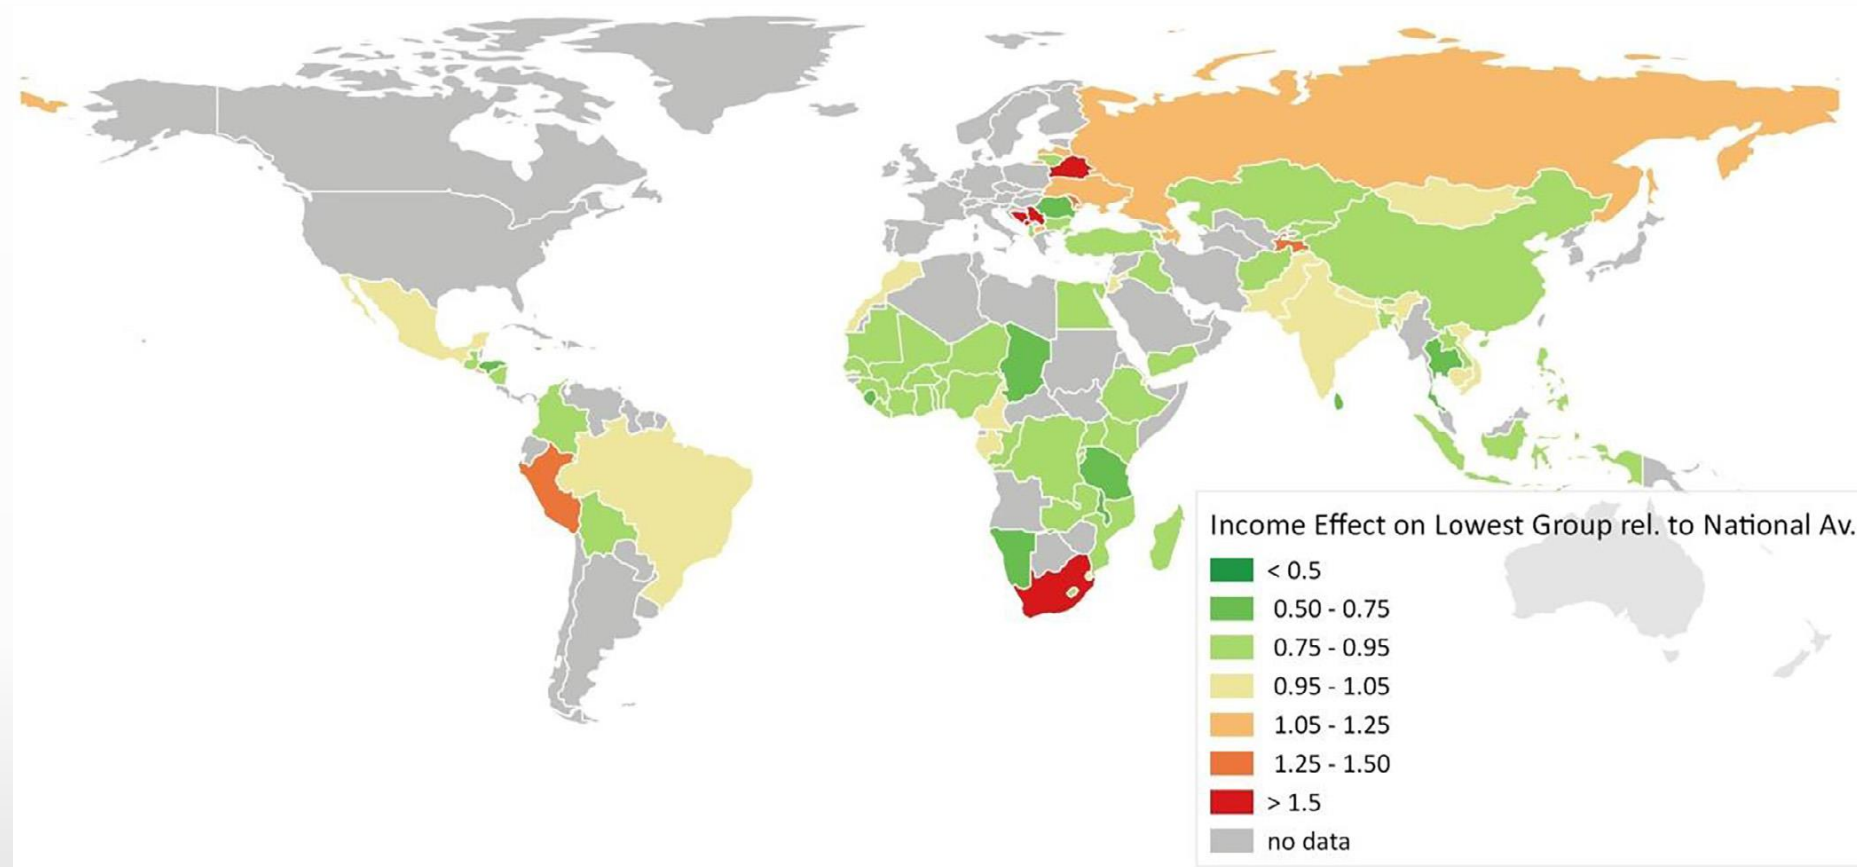 Income Effect on Lowest Group rel. to National Av.
< 0.5
0.50 - 0.75
0.75 - 0.95
0.95 - 1.05
1.05 - 1.25
1.25 - 1.50
> 1.5
no data